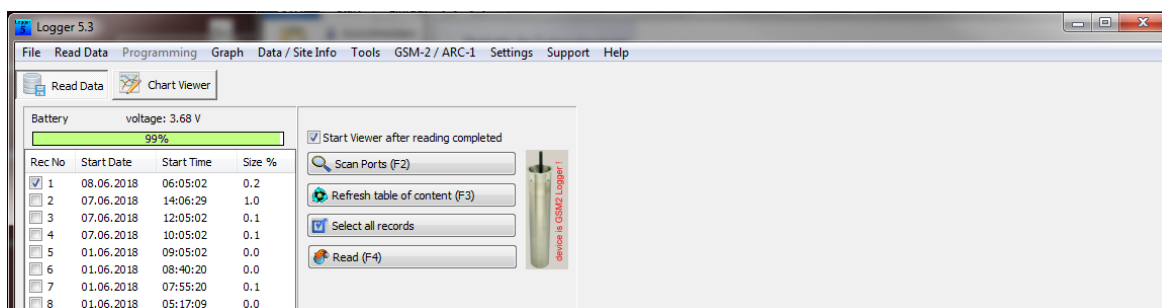 Logger 5.3
File Read Data Programming Graph Data / Site Info Tools GSM-2 / ARC-1 Settings Support Help
Read Data Chart Viewer
Battery voltage: 3.68 V
99%
Rec No Start Date Start Time Size %
1 08.06.2018 06:05:02 0.2
2 07.06.2018 14:06:29 1.0
3 07.06.2018 12:05:02 0.1
4 07.06.2018 10:05:02 0.1
5 01.06.2018 09:05:02 0.0
6 01.06.2018 08:40:20 0.0
7 01.06.2018 07:55:20 0.1
8 01.06.2018 05:17:09 0.0
Start Viewer after reading completed
Scan Ports (F2)
Refresh table of content (F3)
Select all records
Read (F4)
device is GSM2 Logger !